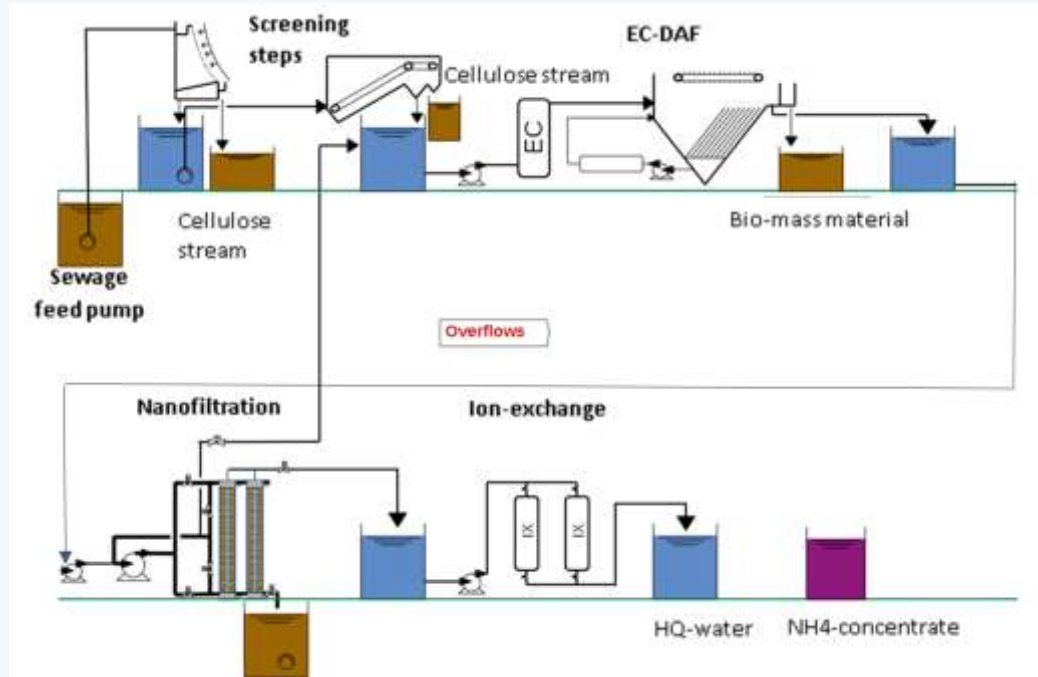 Screening
steps
EC-DAF
Cellulose stream
EC
Cellulose
stream
Bio-mass material
Sewage
feed pump
Overflows
Nanofiltration
Ion-exchange
IX
IX
HQ-water
NH4-concentrate